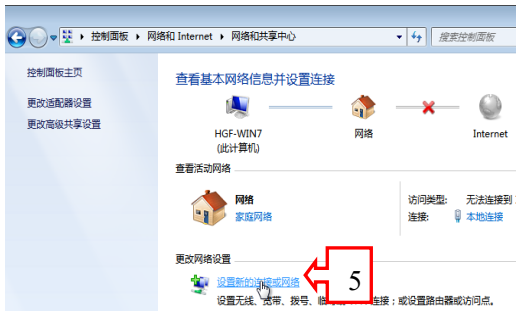 控制面板 ▸ 网络和 Internet ▸ 网络和共享中心
搜索控制面板
控制面板主页
更改适配器设置
更改高级共享设置
查看基本网络信息并设置连接
HGF-WIN7
(此计算机)
网络
Internet
查看活动网络
网络
家庭网络
访问类型: 无法连接到
连接: 本地连接
更改网络设置
设置新的连接或网络
5
设置无线、宽带、拨号、连接；或设置路由器或访问点。